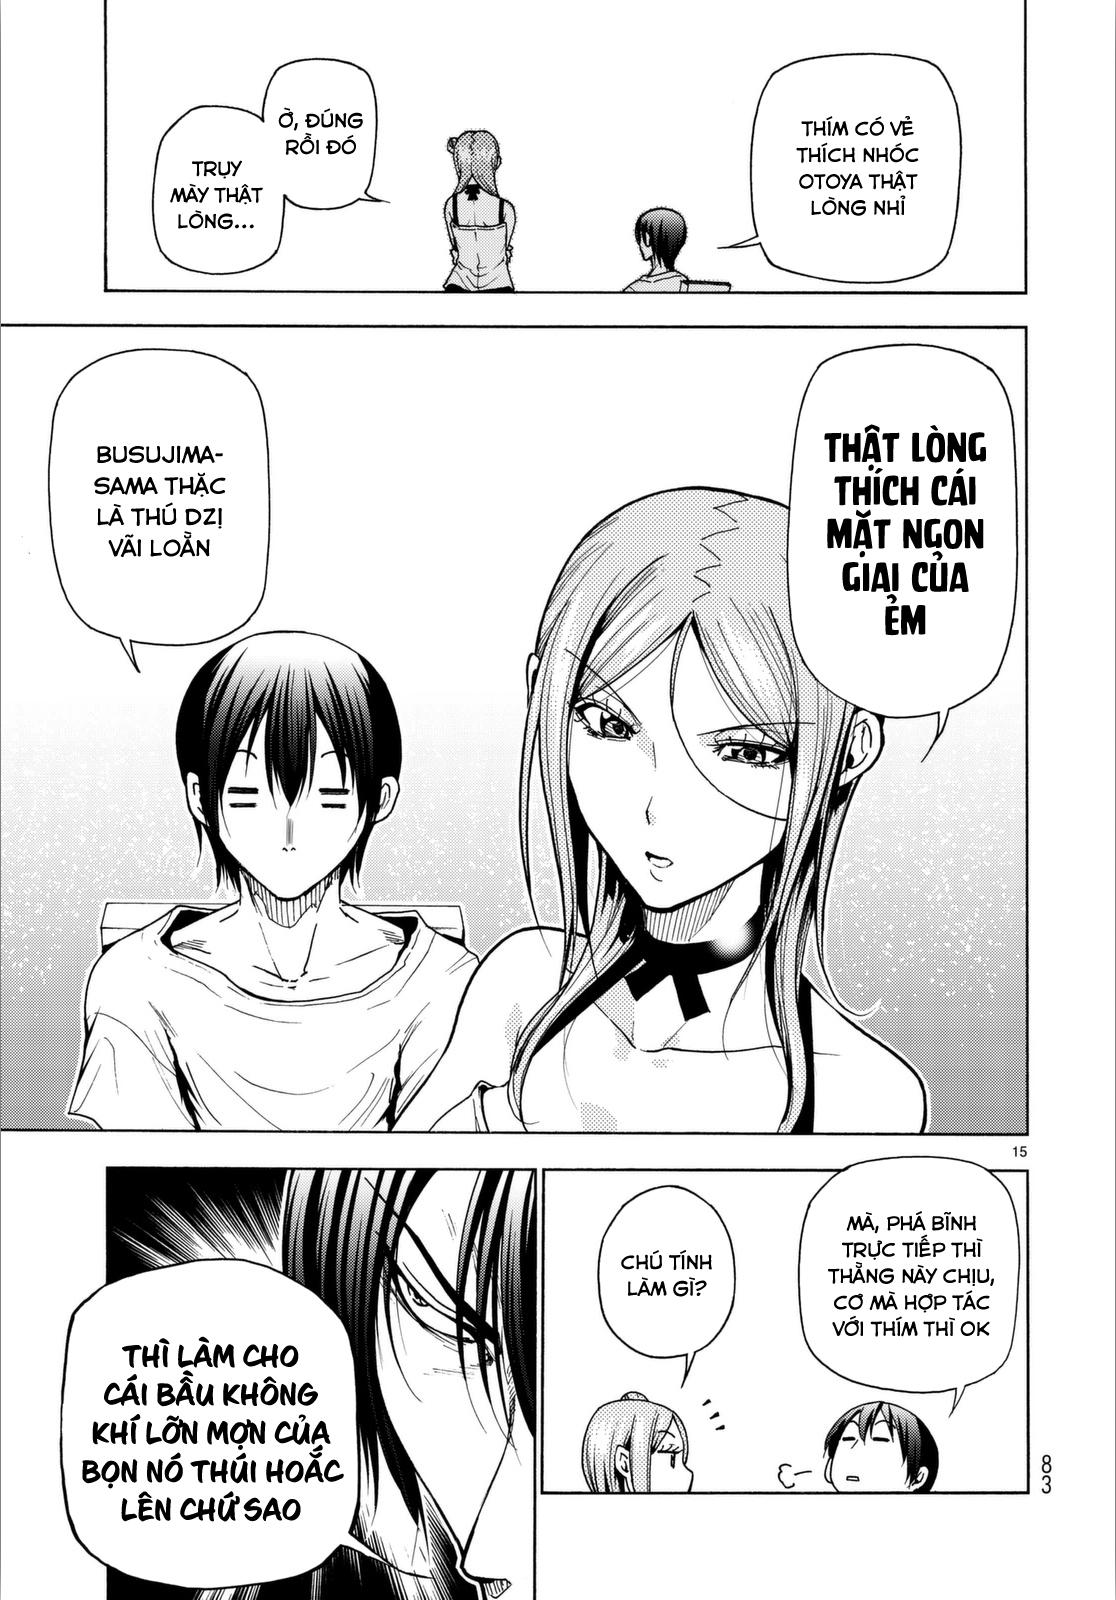 THÍM CÓ VẺ
THÍCH NHÓC
OTOYA THẬT
LÒNG NHỈ
Ờ, ĐÚNG
RỒI ĐÓ
TRỤY
MÀY THẬT
LÒNG...
THẬT LÒNG
THÍCH CÁI
MẶT NGON
GIAI CỦA
ẺM
BUSUJIMA-
SAMA THẶC
LÀ THÚ DZỊ
VÃI LOẰN
15
MÀ, PHÁ BĨNH
TRỰC TIẾP THÌ
THẰNG NÀY CHỊU,
CƠ MÀ HỢP TÁC
VỚI THÍM THÌ OK
CHÚ TÍNH
LÀM GÌ?
83
THÌ LÀM CHO
CÁI BẦU KHÔNG
KHÍ LỠN MỢN CỦA
BỌN NÓ THÚI HOẮC
LÊN CHỨ SAO